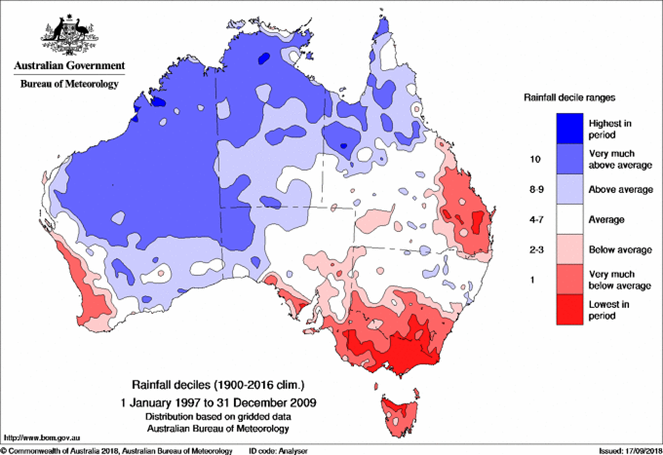 Australian Government
Bureau of Meteorology
Rainfall decile ranges
Highest in
period
10
Very much
above average
8-9
Above average
4-7
Average
2-3
Below average
1
Very much
below average
Lowest in
period
Rainfall deciles (1900-2016 clim.)
1 January 1997 to 31 December 2009
Distribution based on gridded data
Australian Bureau of Meteorology
http://www.bom.gov.au
© Commonwealth of Australia 2018, Australian Bureau of Meteorology
ID code: Analyser
Issued: 17/09/2018